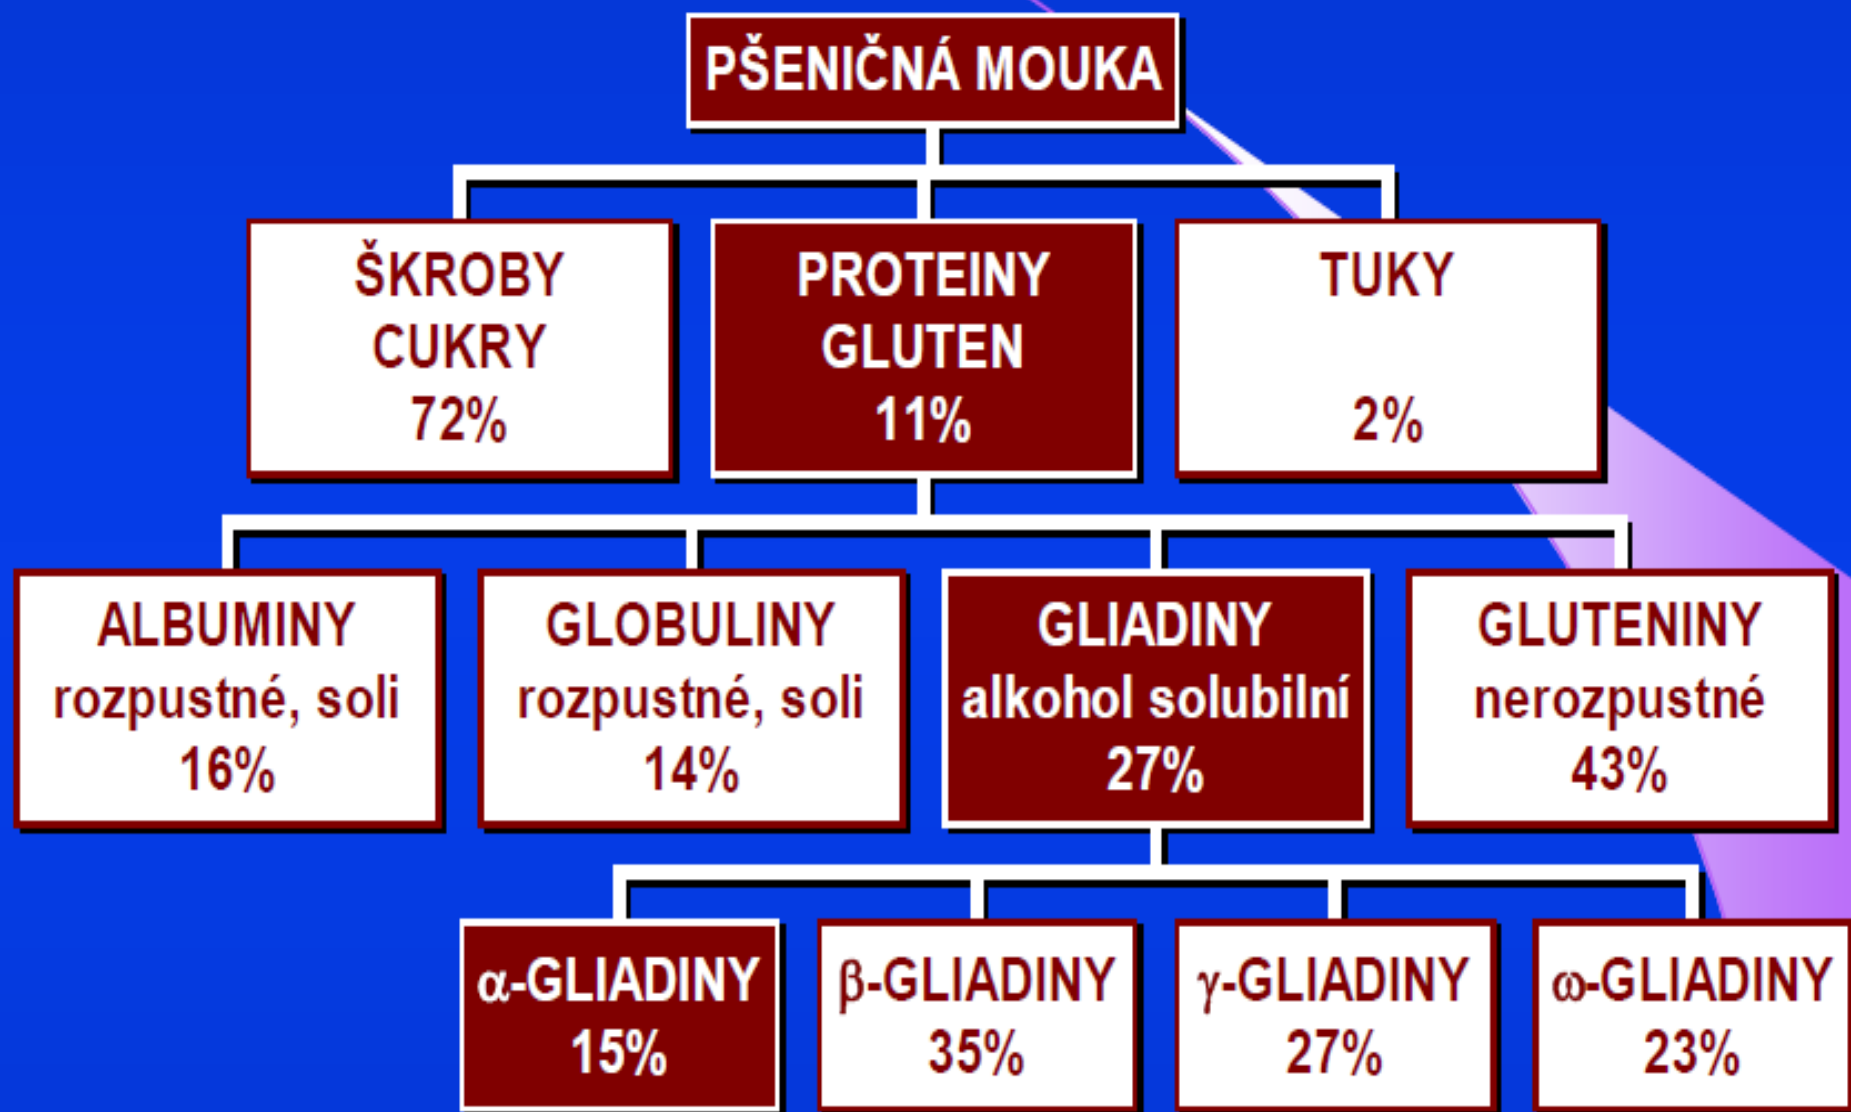 PŠENIČNÁ MOUKA
ŠKROBY
CUKRY
72%
PROTEINY
GLUTEN
11%
TUKY
2%
ALBUMINY
rozpustné, soli
16%
GLOBULINY
rozpustné, soli
14%
GLIADINY
alkohol solubilní
27%
GLUTENINY
nerozpustné
43%
α-GLIADINY
15%
β-GLIADINY
35%
γ-GLIADINY
27%
ω-GLIADINY
23%